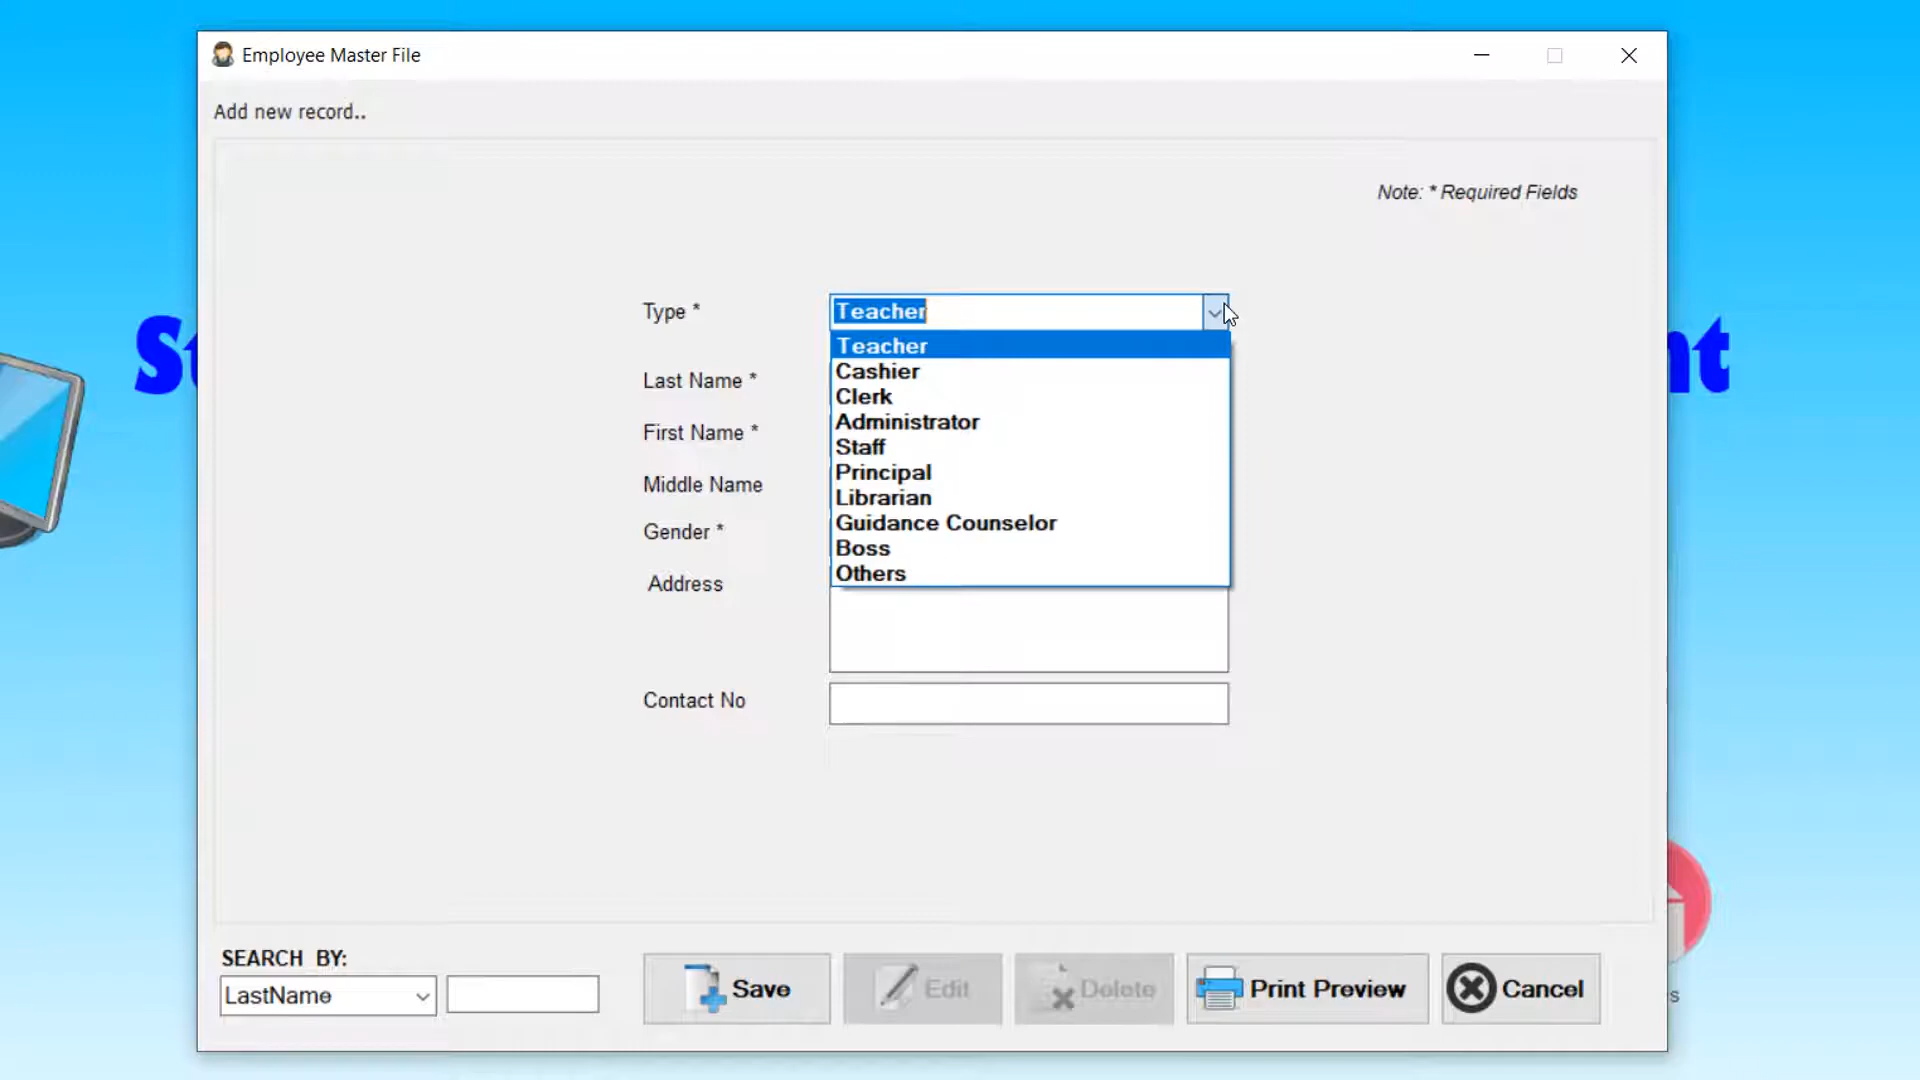 Employee Master File
Add new record..
Note: * Required Fields
Type *
Teacher
Teacher
Cashier
Clerk
Administrator
Staff
Principal
Librarian
Guidance Counselor
Boss
Others
Last Name *
First Name *
Middle Name
Gender *
Address
Contact No
SEARCH BY:
LastName
Save
Edit
Delete
Print Preview
Cancel